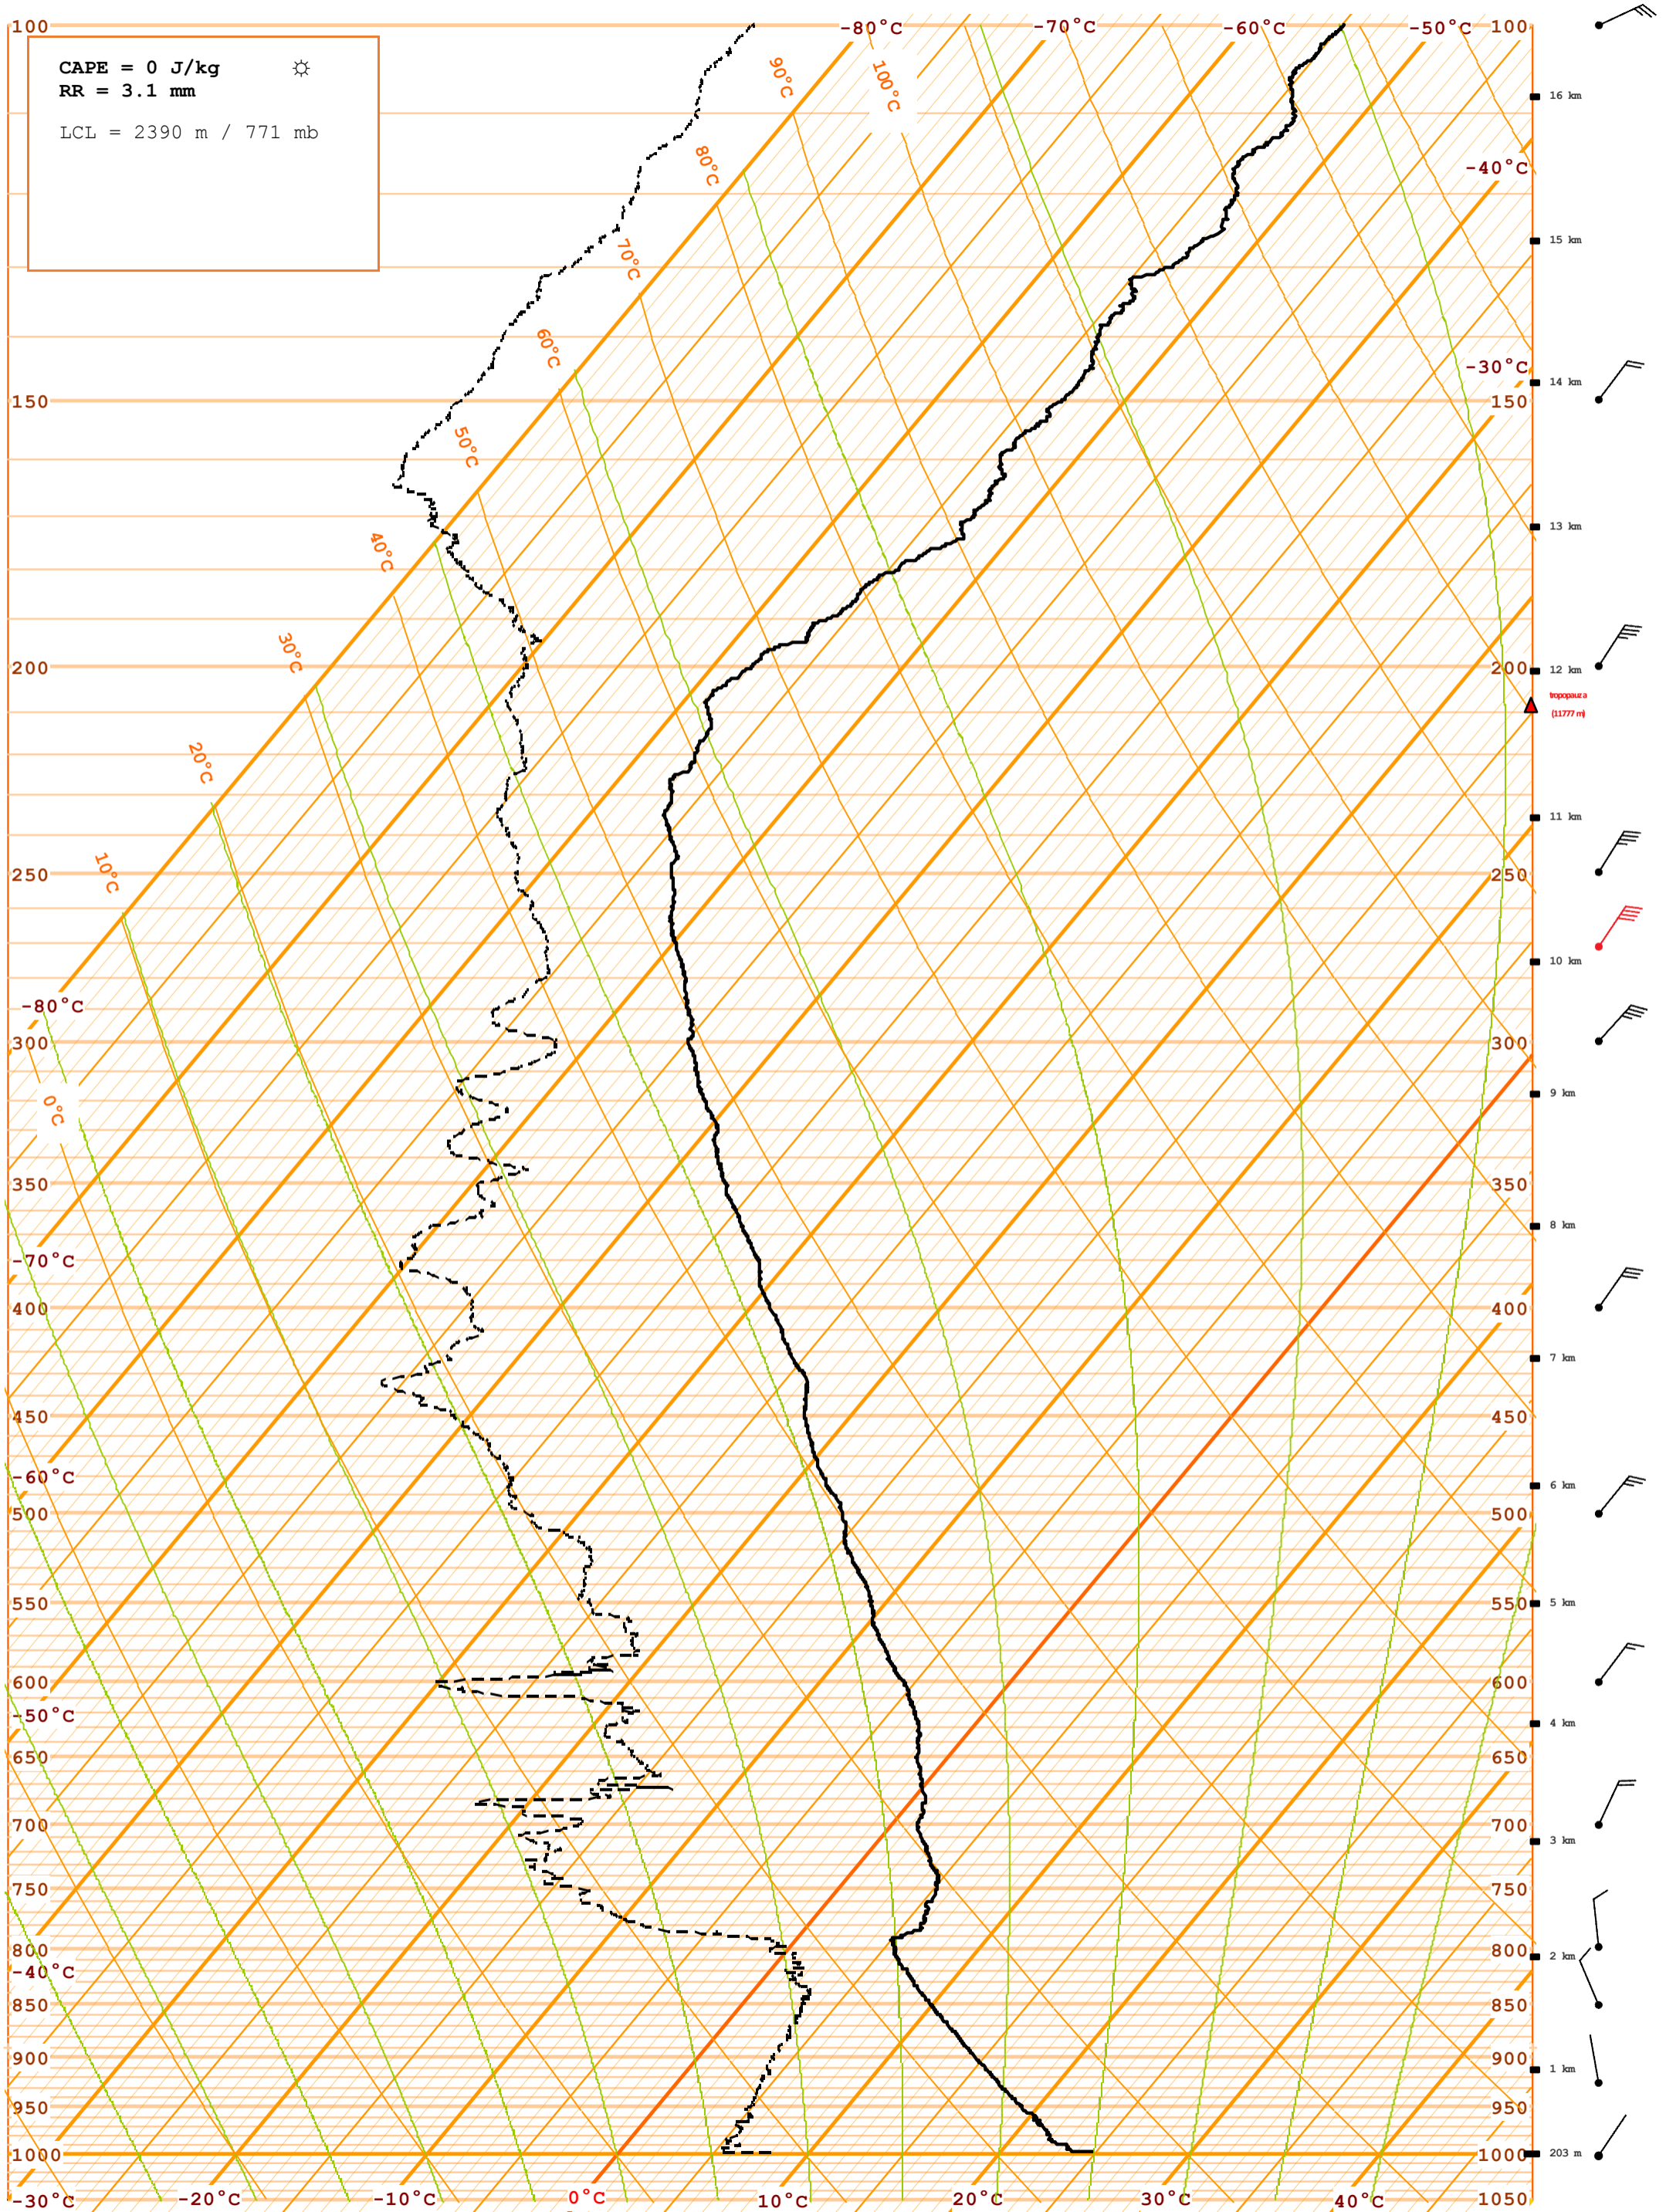 100 -80°C -70°C -60°C -50°C 100
CAPE = 0 J/kg ☼
RR = 3.1 mm
LCL = 2390 m / 771 mb
90°C 100°C
16 km
80°C -40°C
70°C 15 km
60°C -30°C
14 km
150 150
50°C
13 km
40°C
30°C
200 200
12 km
tropopauza
(11777 m)
20°C
11 km
10°C 250 250
10 km
-80°C
300 300
9 km
0°C
350 350
8 km
-70°C
400 400
7 km
450 450
-60°C
6 km
500 500
550 550 5 km
600 600
-50°C
4 km
650 650
700 700
3 km
750 750
800 800
2 km
-40°C
850 850
900 900
1 km
950 950
1000 1000 203 m
-30°C -20°C -10°C 0°C 10°C 20°C 30°C 40°C 1050